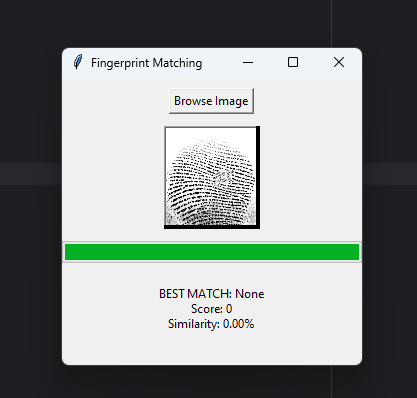 Fingerprint Matching
Browse Image
BEST MATCH: None
Score: 0
Similarity: 0.00%